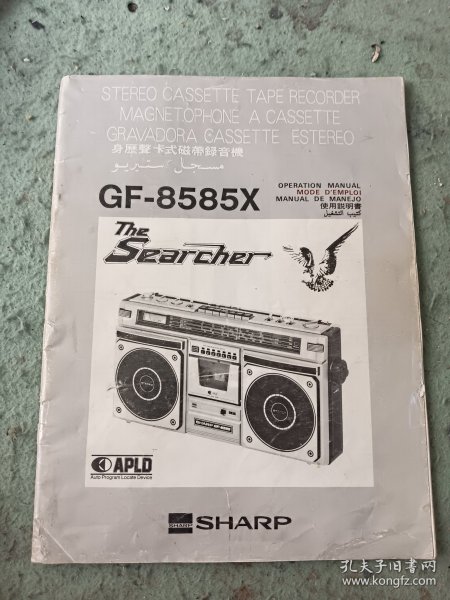 STEREO CASSETTE TAPE RECORDER
MAGNETOPHONE A CASSETTE
GRAVADORA CASSETTE ESTEREO
身歷聲卡式磁帶錄音機
مسجل ستيريو
GF-8585X
OPERATION MANUAL
MODE D'EMPLOI
MANUAL DE MANEJO
使用說明書
كتيب التشغيل
The
Searcher
APLD
Auto Program Locate Device
SHARP SHARP
孔夫子旧书网
www.kongfz.com